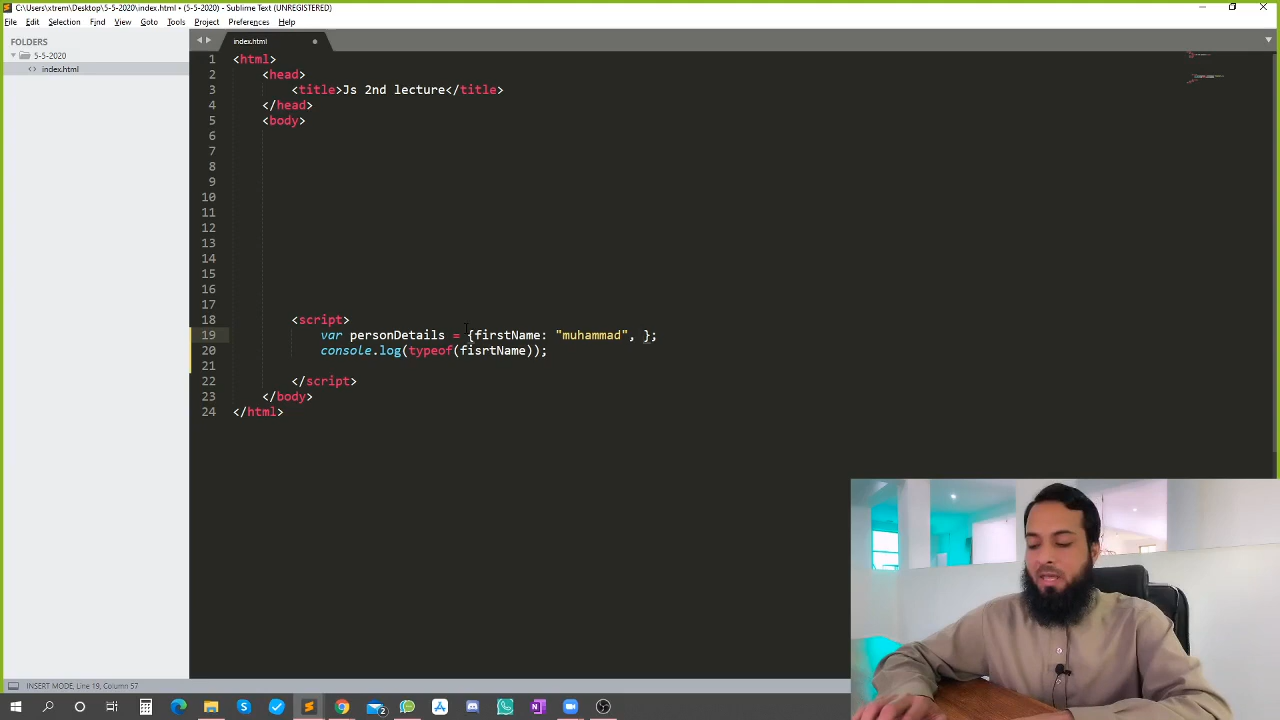 C:\Users\xtrem\Desktop\5-5-2020\index.html • (5-5-2020) - Sublime Text (UNREGISTERED)
File Edit Selection Find View Goto Tools Project Preferences Help
FOLDERS
5-5-2020
<> index.html
index.html
1 <html>
2 <head>
3 <title>Js 2nd lecture</title>
4 </head>
5 <body>
6
7
8
9
10
11
12
13
14
15
16
17
18 <script>
19 var personDetails = {firstName: "muhammad", };
20 console.log(typeof(fisrtName));
21
22 </script>
23 </body>
24 </html>
INSERT MODE, Line 19, Column 57
2